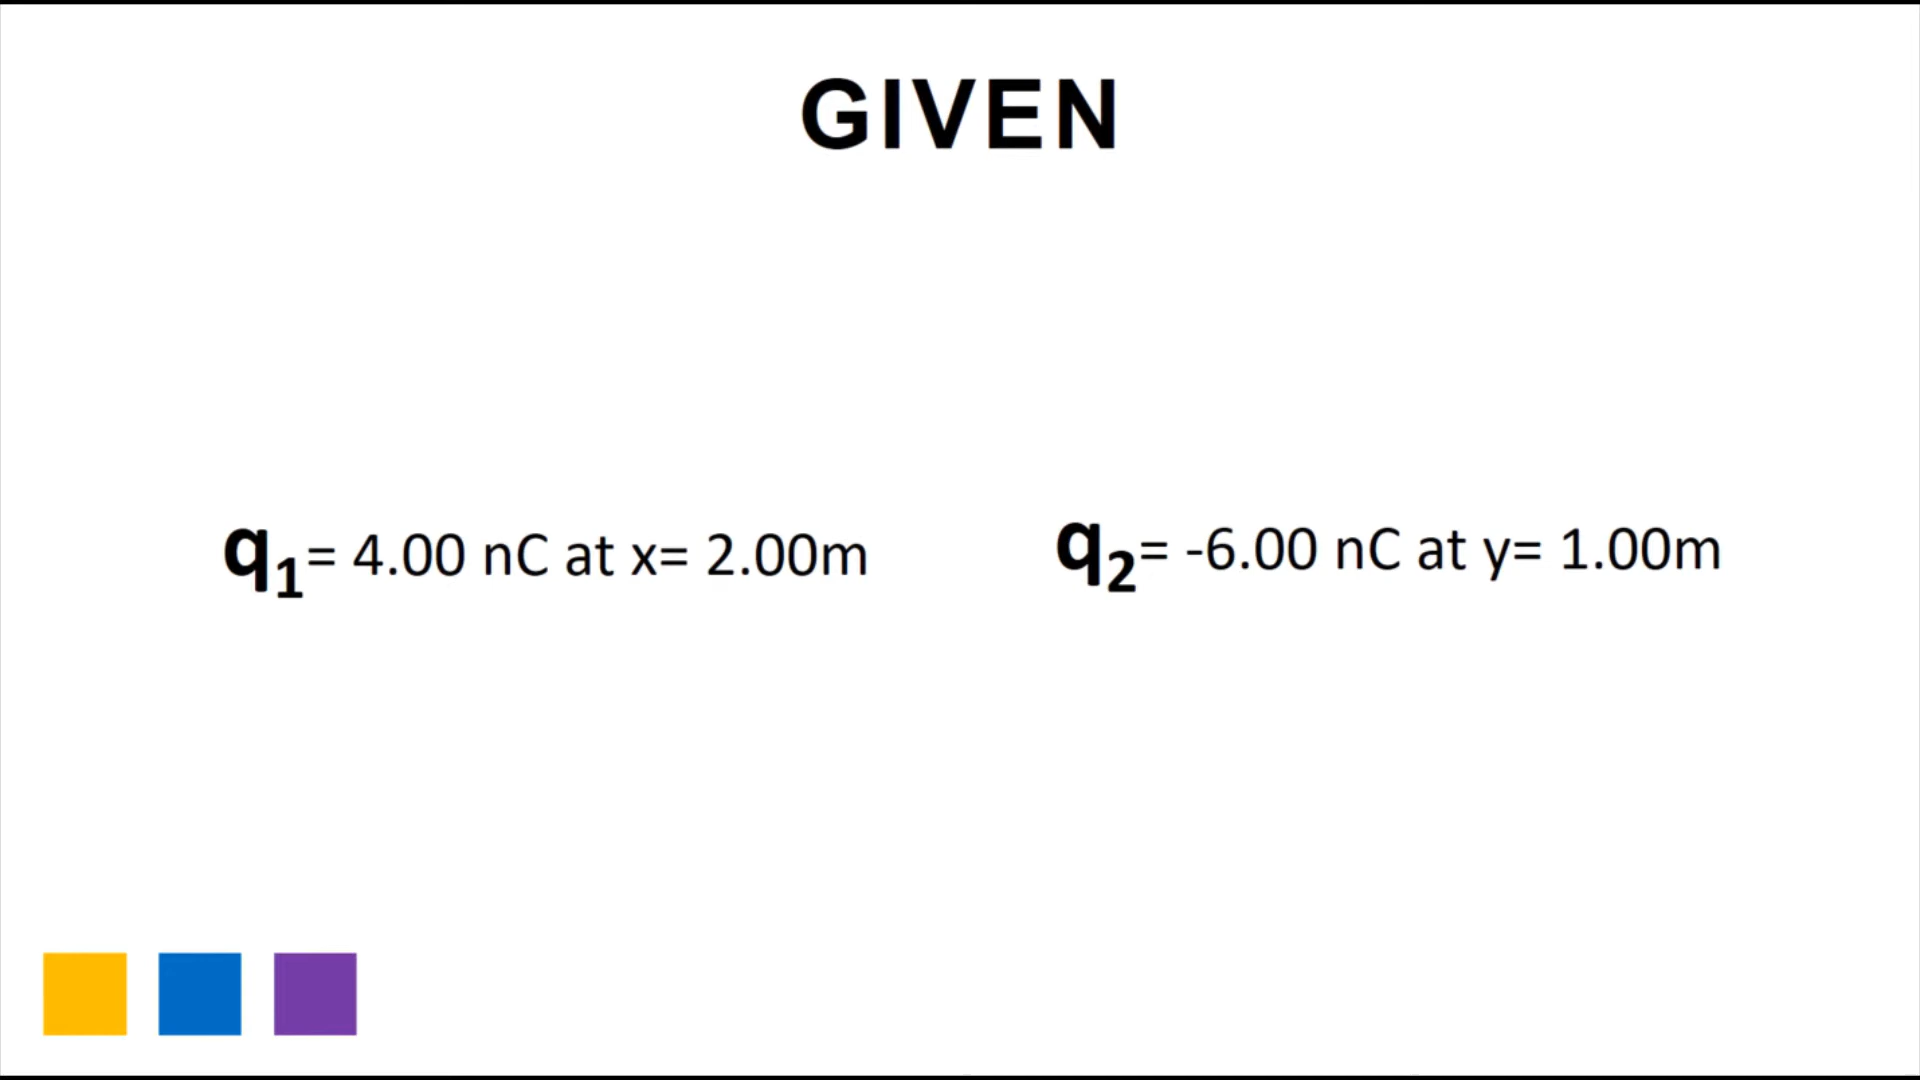 GIVEN
q₁= 4.00 nC at x= 2.00m
q₂= -6.00 nC at y= 1.00m